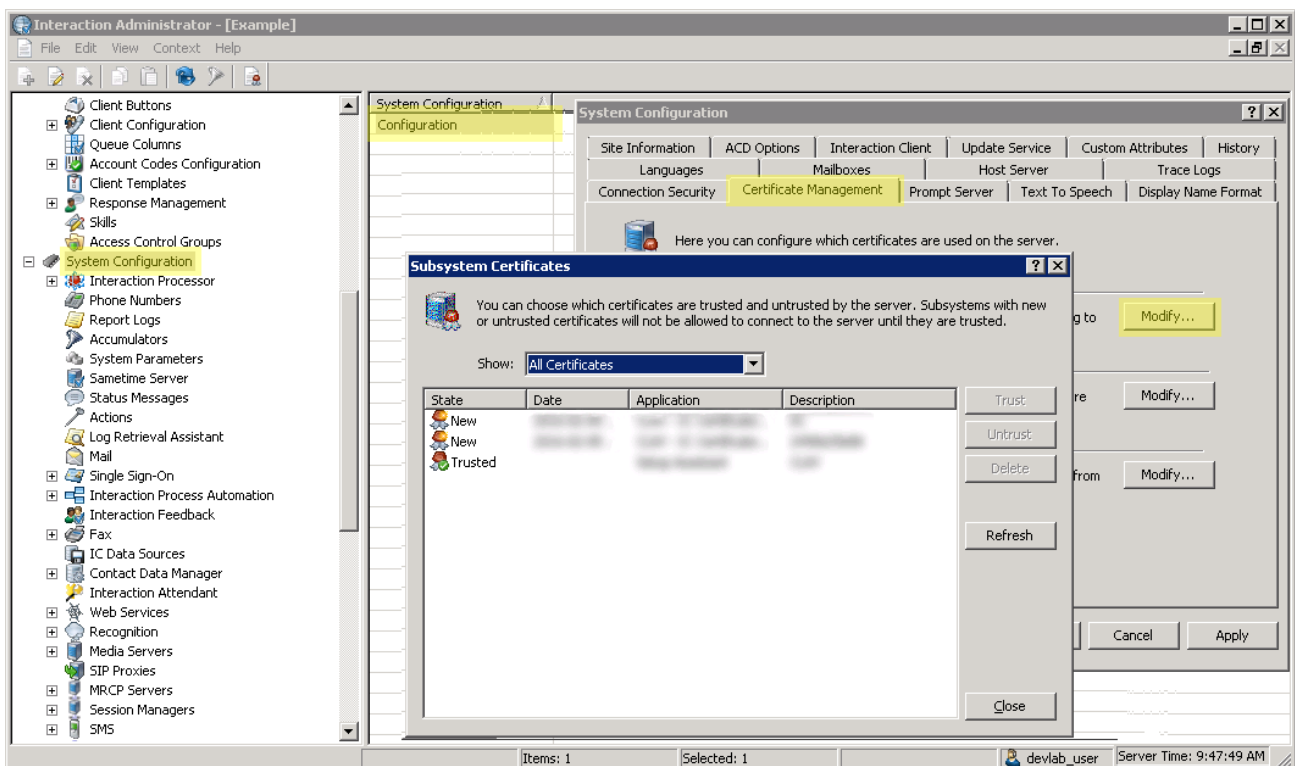 Interaction Administrator - [Example]
File Edit View Context Help
Client Buttons
Client Configuration
Queue Columns
Account Codes Configuration
Client Templates
Response Management
Skills
Access Control Groups
System Configuration
Interaction Processor
Phone Numbers
Report Logs
Accumulators
System Parameters
Sametime Server
Status Messages
Actions
Log Retrieval Assistant
Mail
Single Sign-On
Interaction Process Automation
Interaction Feedback
Fax
IC Data Sources
Contact Data Manager
Interaction Attendant
Web Services
Recognition
Media Servers
SIP Proxies
MRCP Servers
Session Managers
SMS
System Configuration
Configuration
System Configuration
Site Information ACD Options Interaction Client Update Service Custom Attributes History
Languages Mailboxes Host Server Trace Logs
Connection Security Certificate Management Prompt Server Text To Speech Display Name Format
Here you can configure which certificates are used on the server.
g to Modify...
re Modify...
from Modify...
Cancel Apply
Subsystem Certificates
You can choose which certificates are trusted and untrusted by the server. Subsystems with new
or untrusted certificates will not be allowed to connect to the server until they are trusted.
Show: All Certificates
State Date Application Description
New
New
Trusted
Trust
Untrust
Delete
Refresh
Close
Items: 1 Selected: 1 devlab_user Server Time: 9:47:49 AM